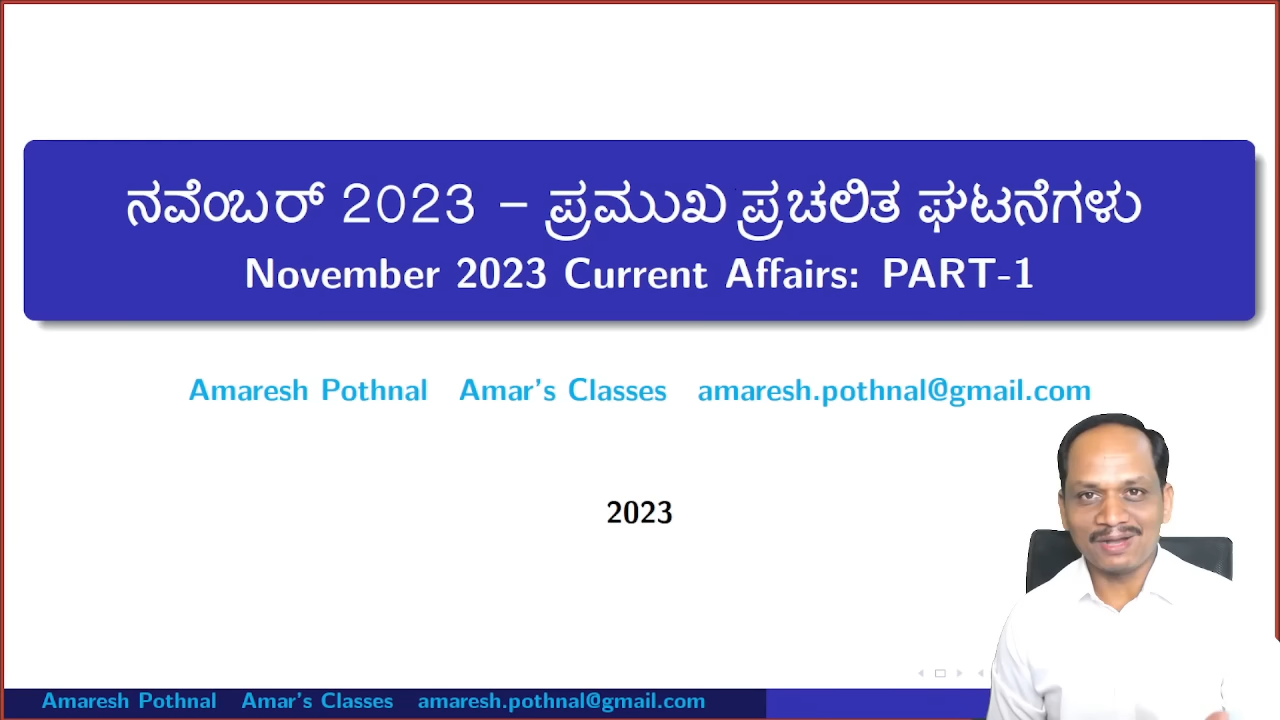 ನವೆಂಬರ್ 2023 – ಪ್ರಮುಖ ಪ್ರಚಲಿತ ಘಟನೆಗಳು
November 2023 Current Affairs: PART-1
Amaresh Pothnal Amar's Classes amaresh.pothnal@gmail.com
2023
Amaresh Pothnal Amar's Classes amaresh.pothnal@gmail.com